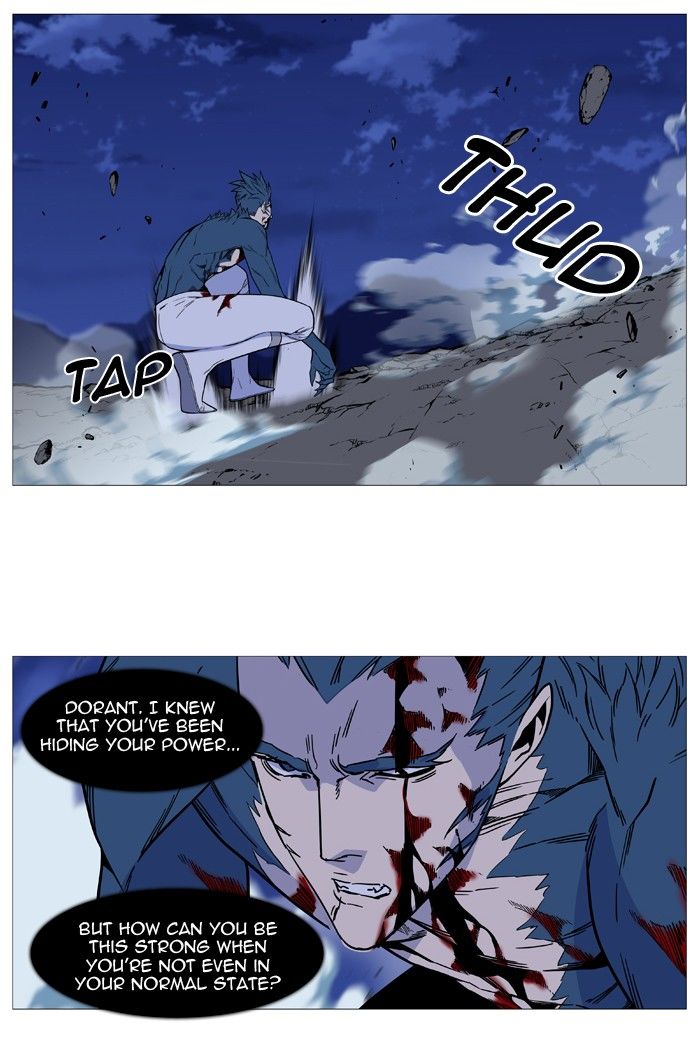 THUD
TAP
DORANT. I KNEW
THAT YOU'VE BEEN
HIDING YOUR POWER...
BUT HOW CAN YOU BE
THIS STRONG WHEN
YOU'RE NOT EVEN IN
YOUR NORMAL STATE?